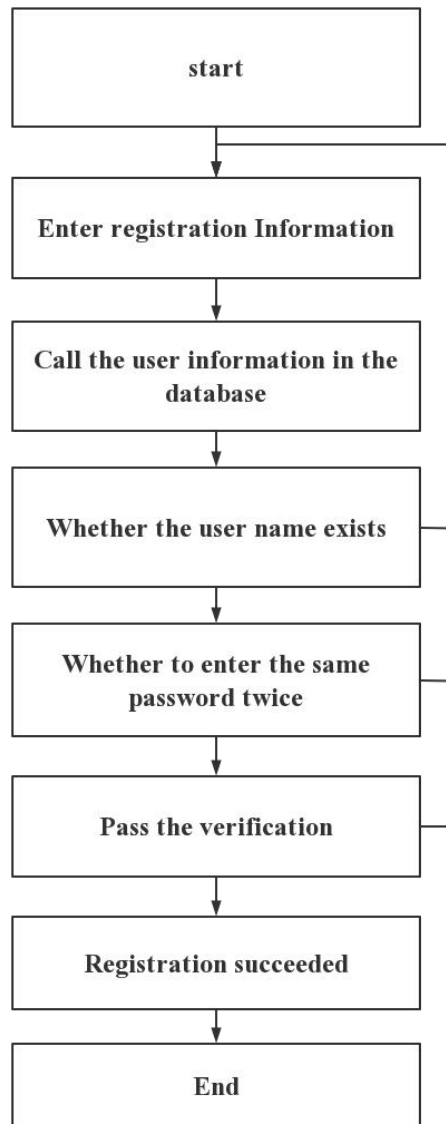 start
Enter registration Information
Call the user information in the
database
Whether the user name exists
Whether to enter the same
password twice
Pass the verification
Registration succeeded
End